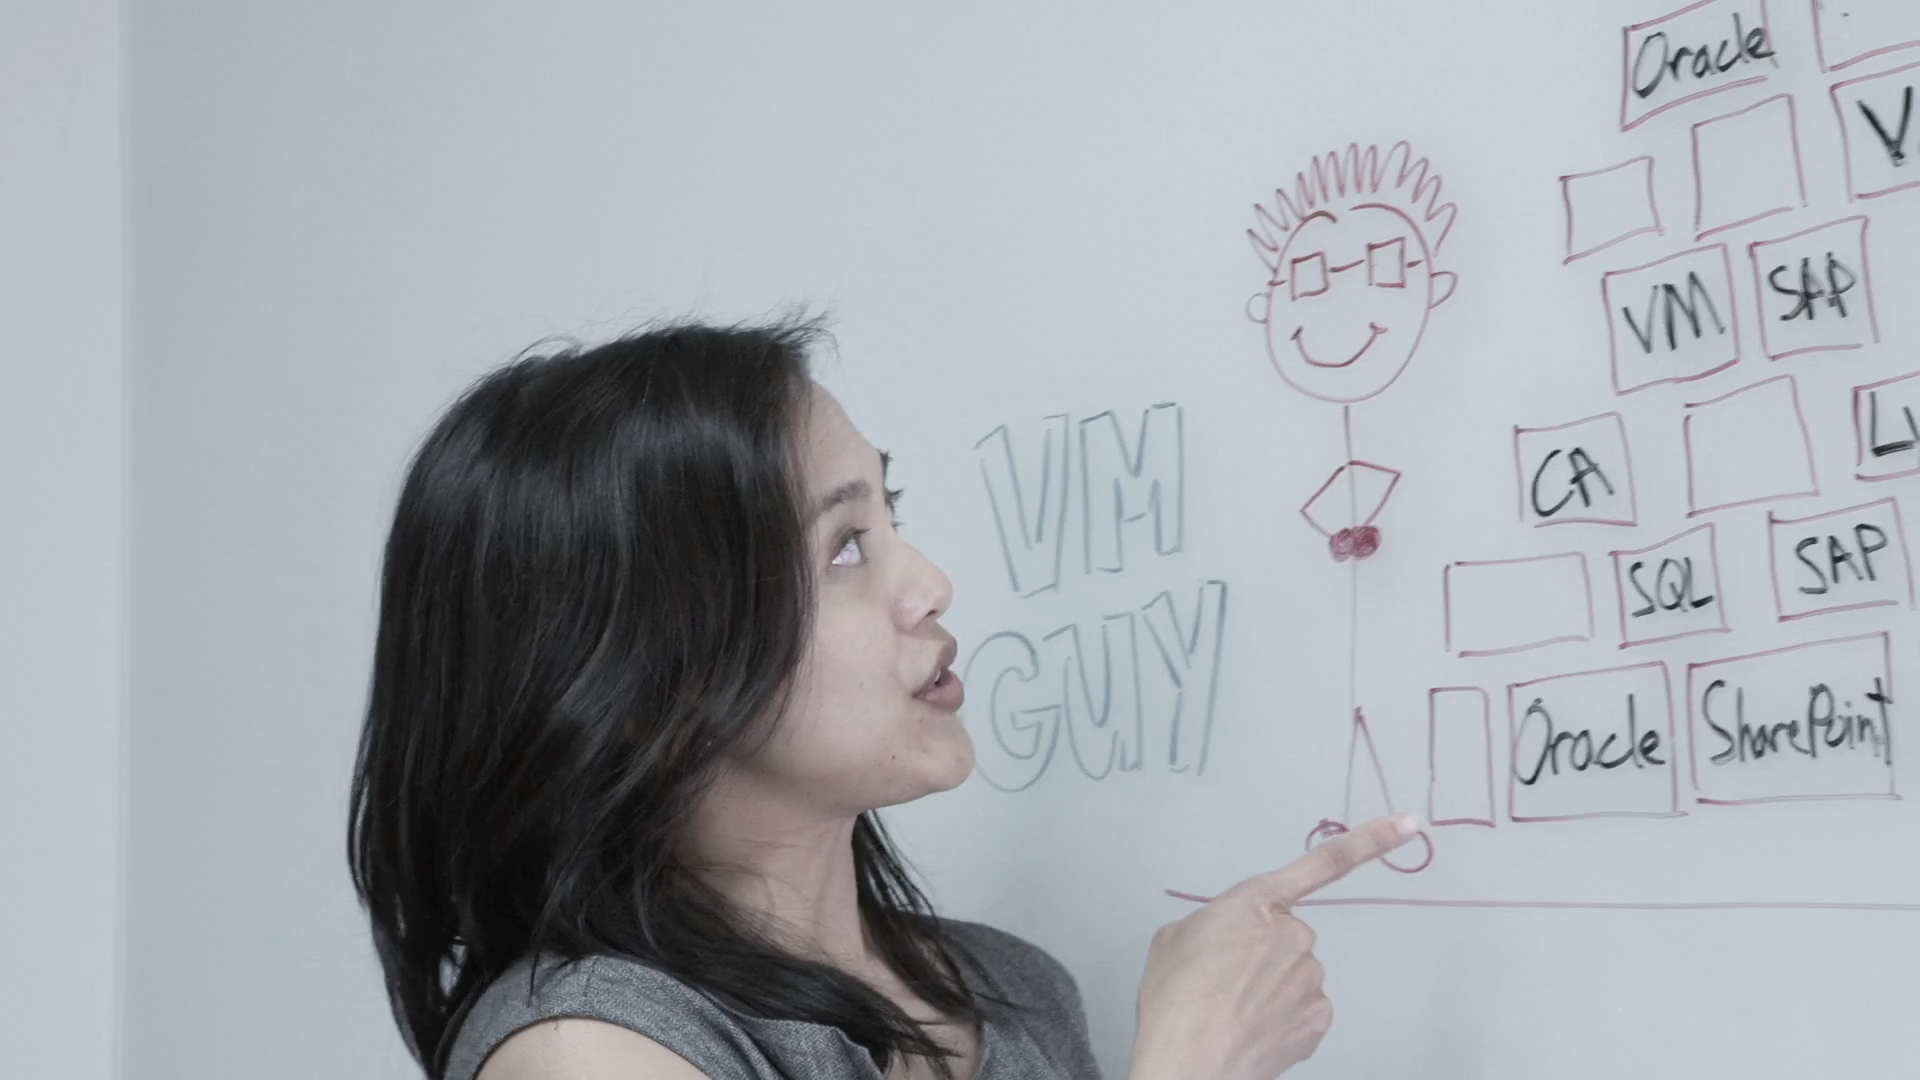 Oracle
VM
SAP
VM
GUY
CA
SQL
SAP
Oracle
SharePoint